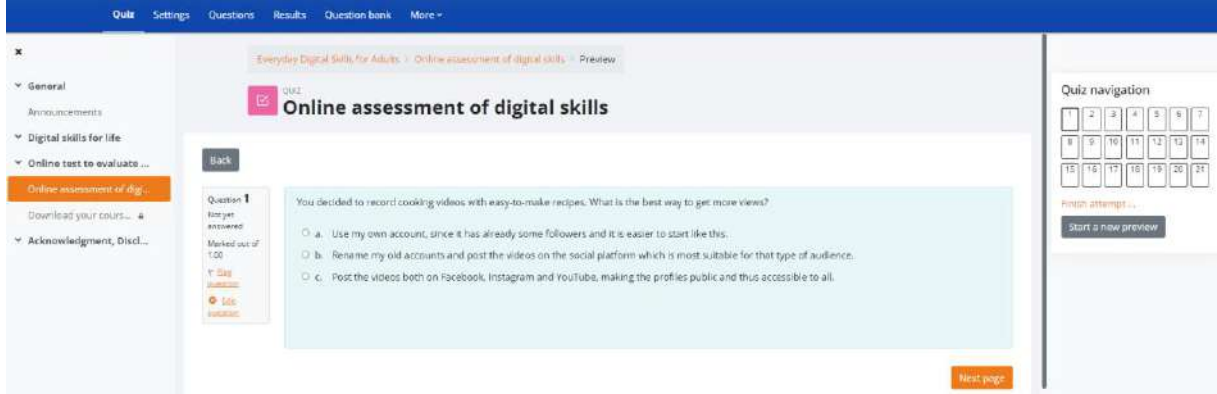 Quiz Settings Questions Results Question bank More
General
Announcements
Digital skills for life
Online test to evaluate ...
Online assessment of digi...
Download your cours...
Acknowledgment, Discl...
Everyday Digital Skills for Adults / Online assessment of digital skills / Preview
QUIZ
Online assessment of digital skills
Back
Question 1
Not yet
answered
Marked out of
1.00
Flag
question
Edit
question
You decided to record cooking videos with easy-to-make recipes. What is the best way to get more views?
a. Use my own account, since it has already some followers and it is easier to start like this.
b. Rename my old accounts and post the videos on the social platform which is most suitable for that type of audience.
c. Post the videos both on Facebook, Instagram and YouTube, making the profiles public and thus accessible to all.
Next page
Quiz navigation
1 2 3 4 5 6 7
8 9 10 11 12 13 14
15 16 17 18 19 20 21
Finish attempt ...
Start a new preview